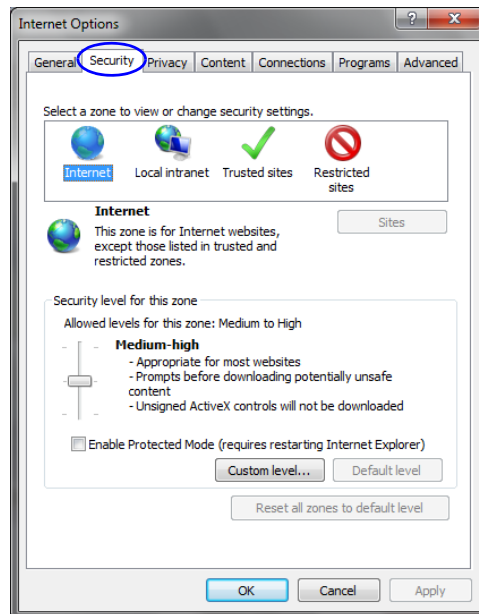 Internet Options
?
General Security Privacy Content Connections Programs Advanced
Select a zone to view or change security settings.
Internet Local intranet Trusted sites Restricted
sites
Internet
Sites
This zone is for Internet websites,
except those listed in trusted and
restricted zones.
Security level for this zone
Allowed levels for this zone: Medium to High
Medium-high
- Appropriate for most websites
- Prompts before downloading potentially unsafe
content
- Unsigned ActiveX controls will not be downloaded
Enable Protected Mode (requires restarting Internet Explorer)
Custom level... Default level
Reset all zones to default level
OK Cancel Apply